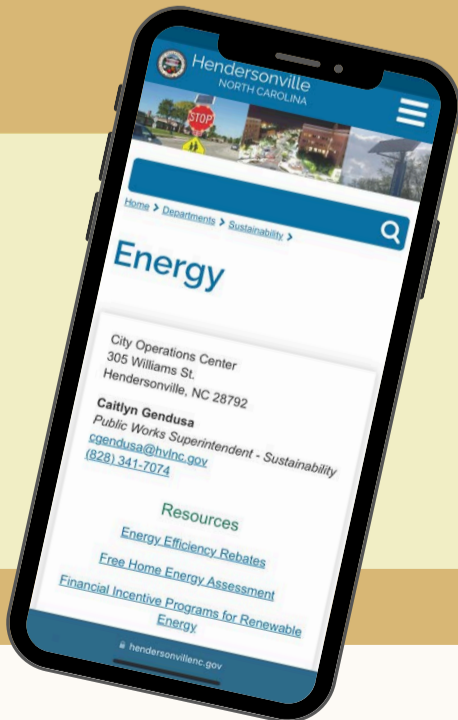 Hendersonville
NORTH CAROLINA
STOP
Home > Departments > Sustainability >
Energy
City Operations Center
305 Williams St.
Hendersonville, NC 28792
Caitlyn Gendusa
Public Works Superintendent - Sustainability
cgendusa@hvlnc.gov
(828) 341-7074
Resources
Energy Efficiency Rebates
Free Home Energy Assessment
Financial Incentive Programs for Renewable
Energy
hendersonvillenc.gov